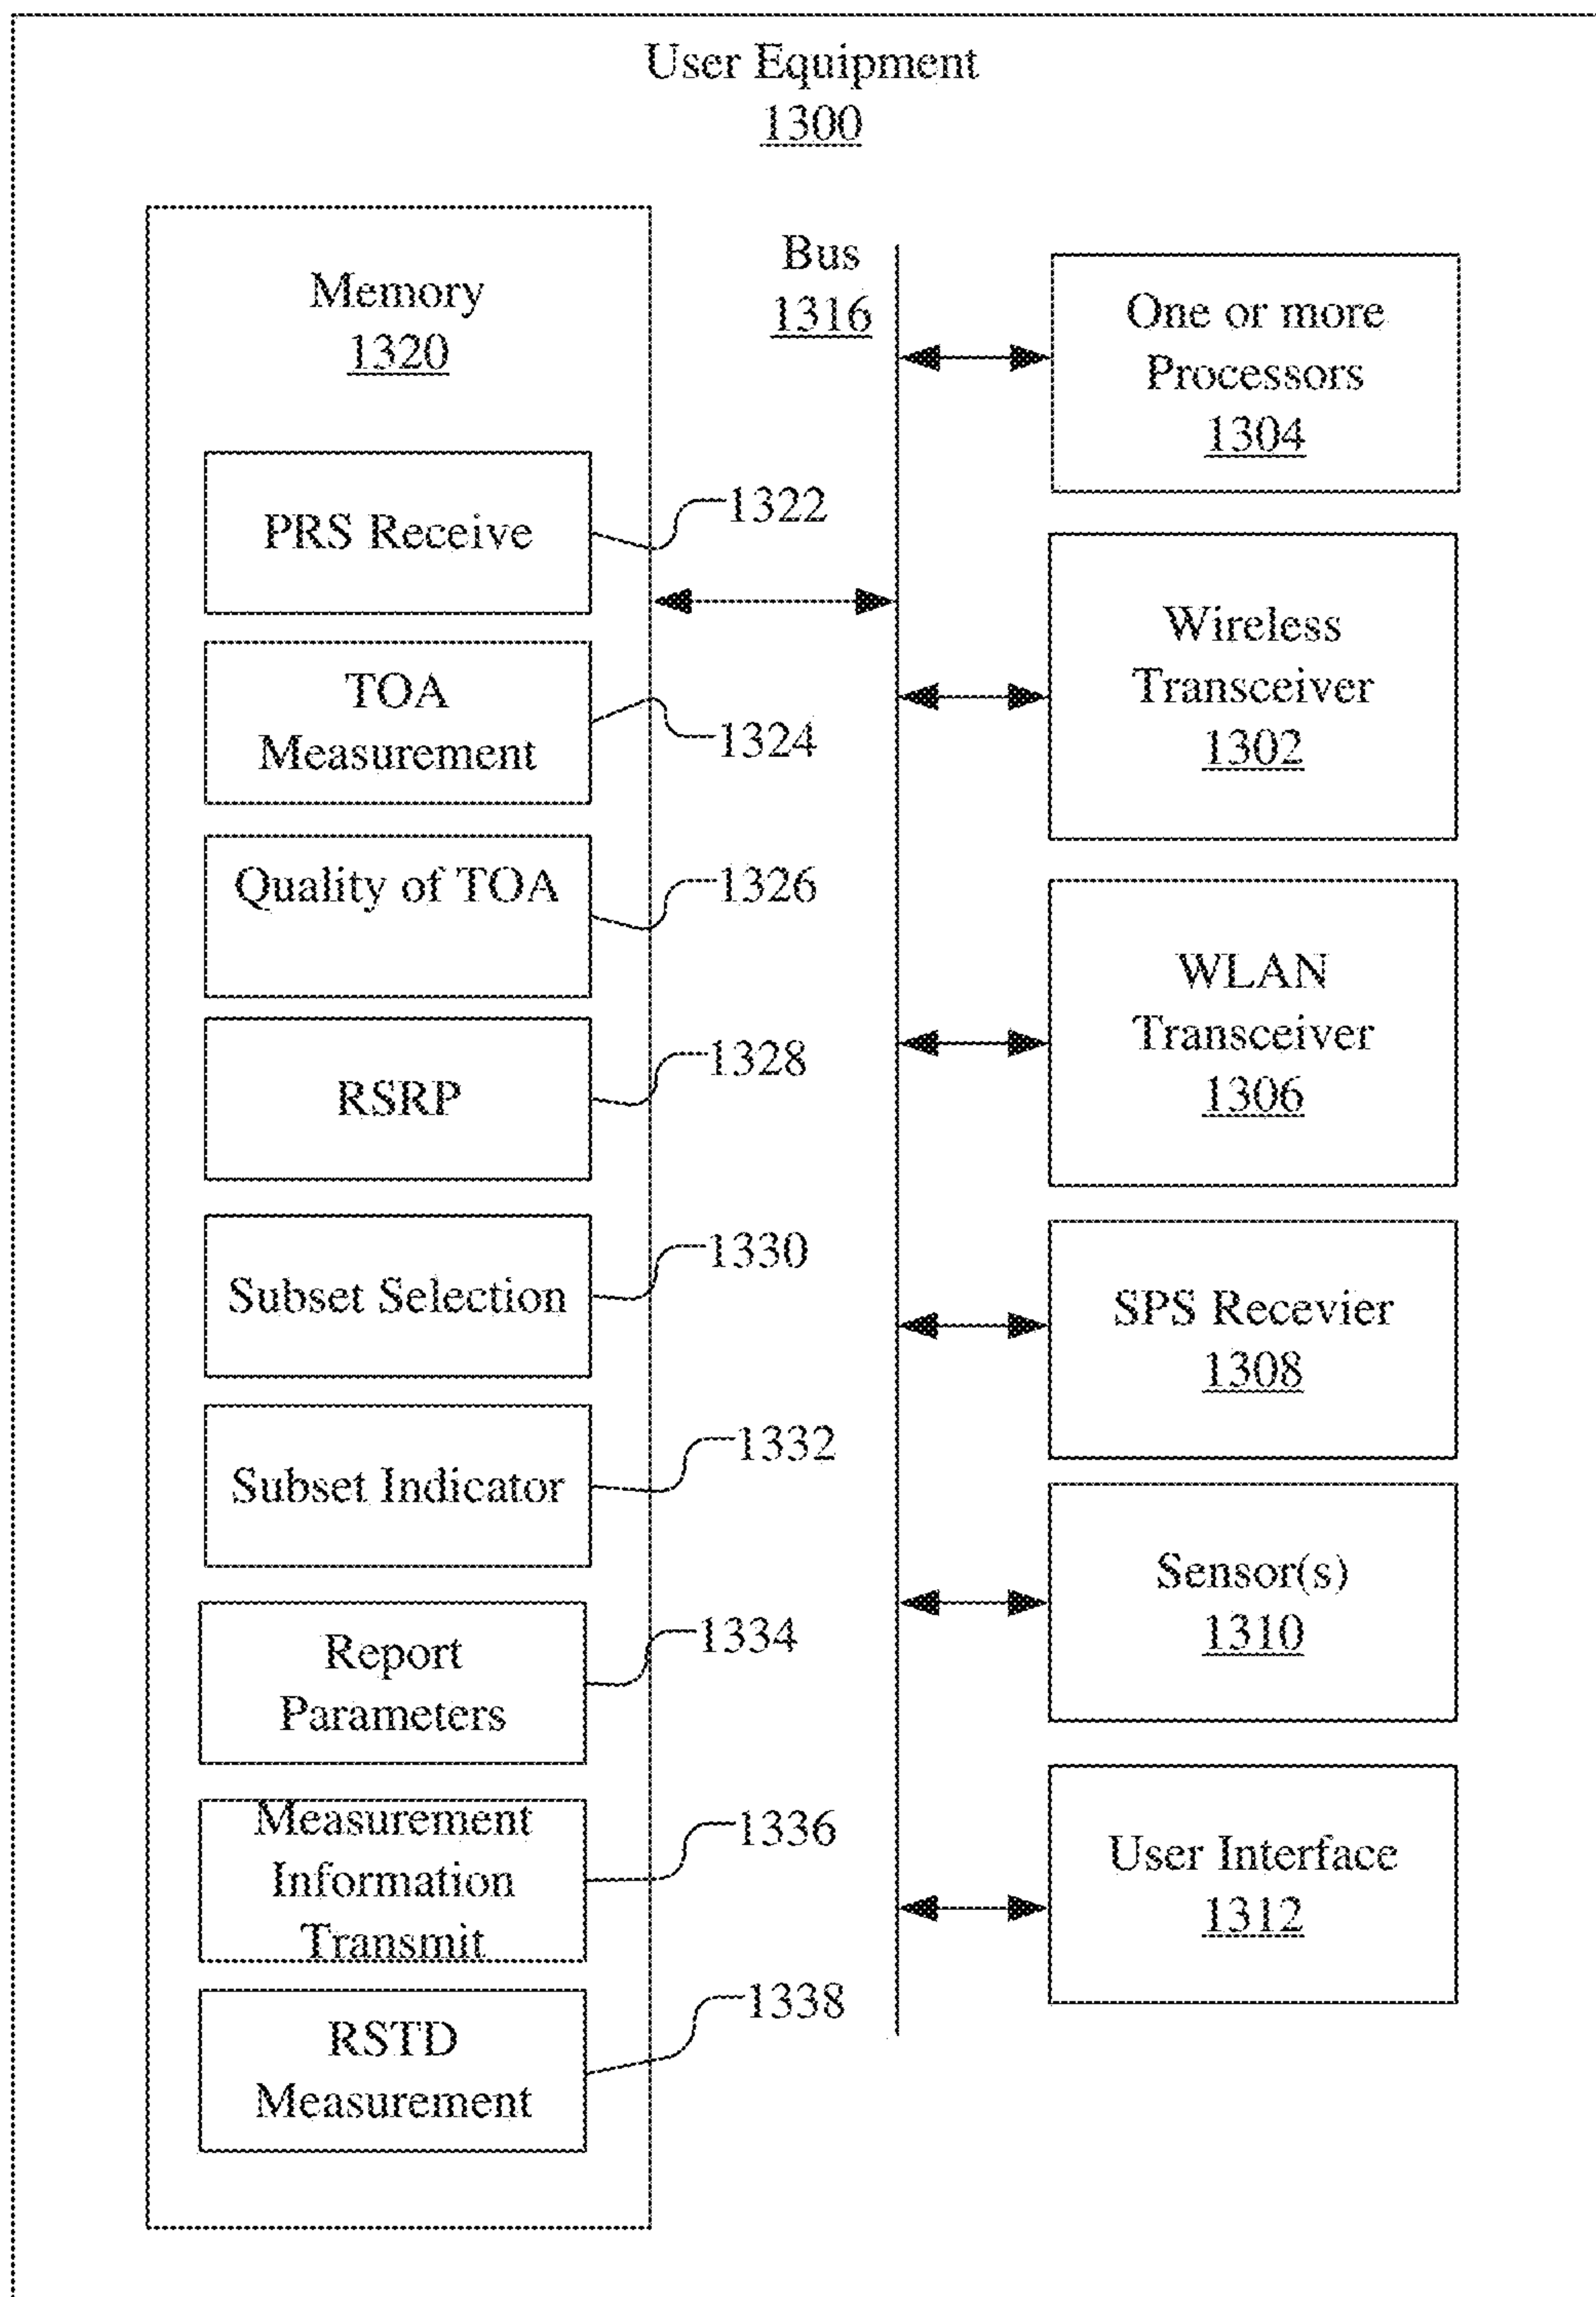 User Equipment
1300
Memory
1320
PRS Receive
1322
TOA
Measurement
1324
Quality of TOA
1326
RSRP
1328
Subset Selection
1330
Subset Indicator
1332
Report
Parameters
1334
Measurement
Information
Transmit
1336
RSTD
Measurement
1338
Bus
1316
One or more
Processors
1304
Wireless
Transceiver
1302
WLAN
Transceiver
1306
SPS Recevier
1308
Sensor(s)
1310
User Interface
1312